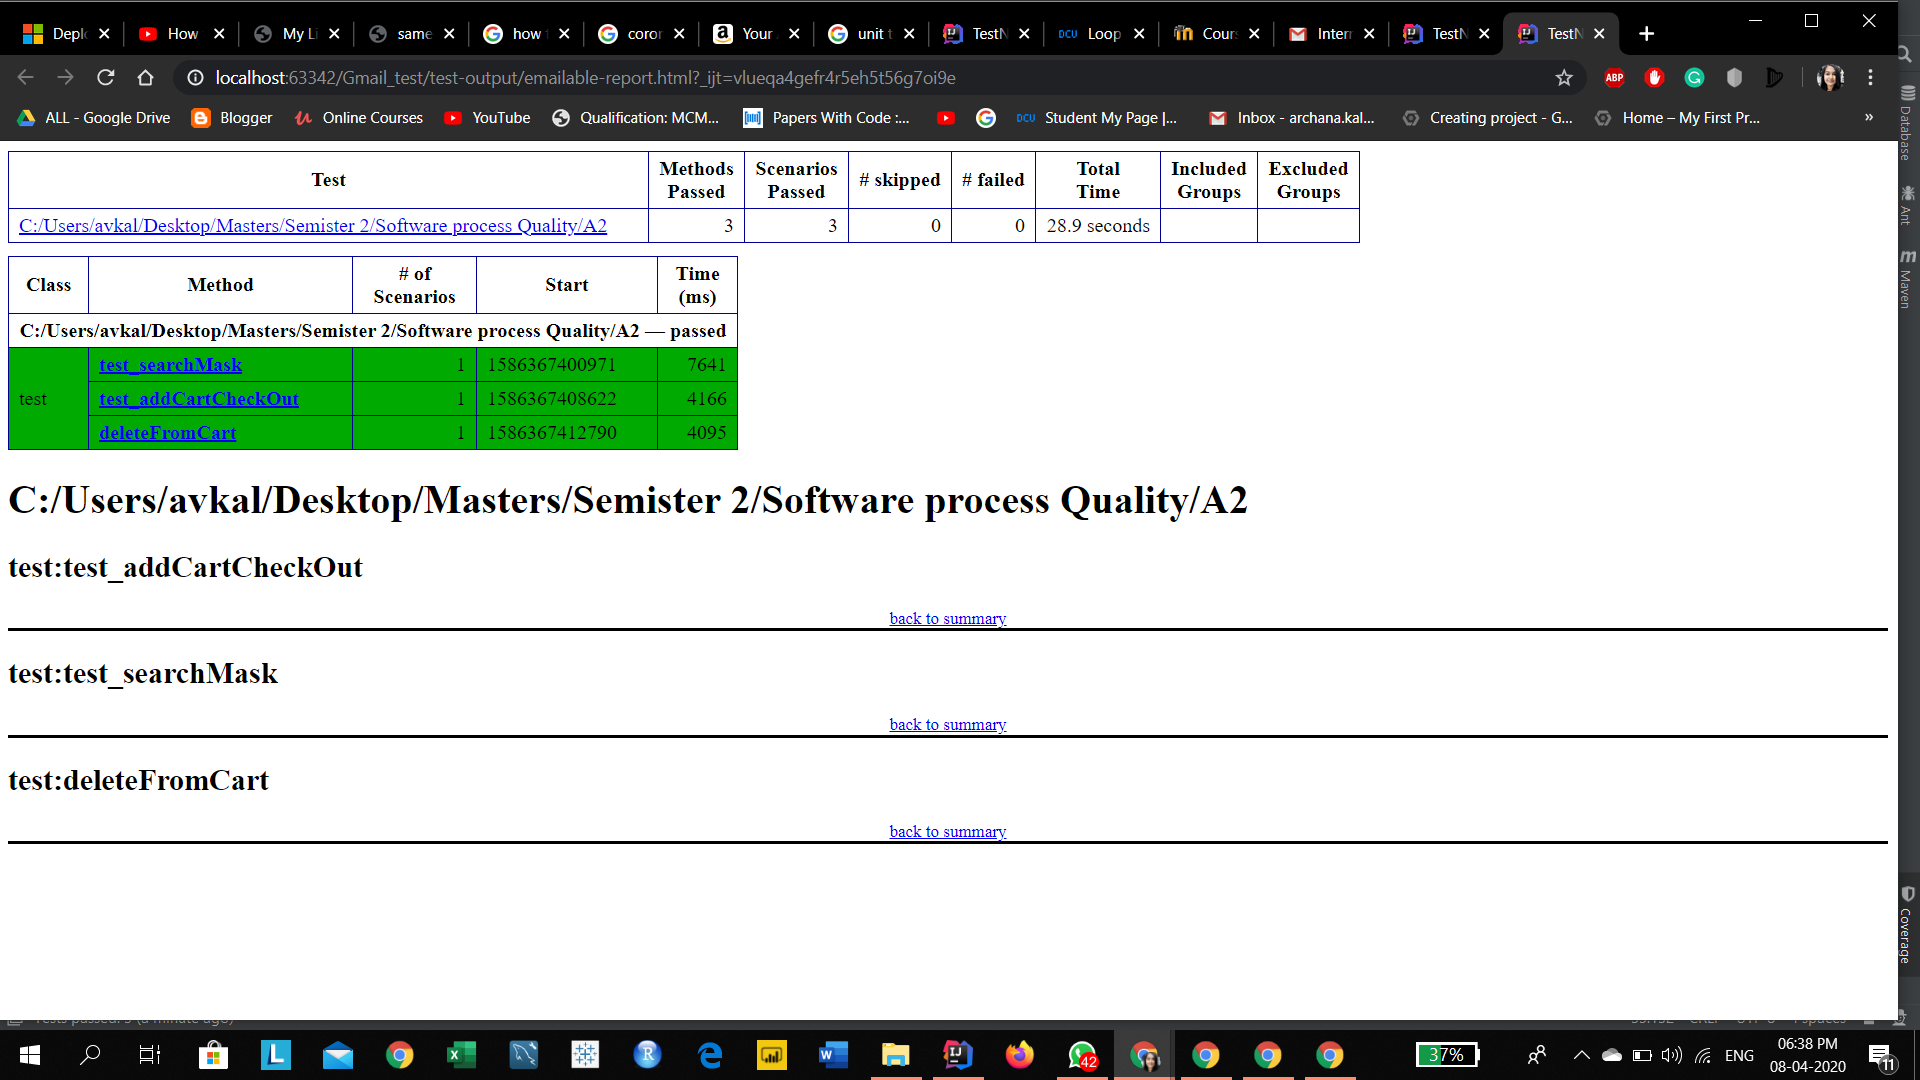 Depl
How
My Li
same
how
coror
Your
unit t
TestN
Loop
Cours
Intern
TestN
TestN
localhost:63342/Gmail_test/test-output/emailable-report.html?_ijt=vlueqa4gefr4r5eh5t56g7oi9e
ABP
ALL - Google Drive
Blogger
Online Courses
YouTube
Qualification: MCM...
Papers With Code :...
DCU Student My Page |...
Inbox - archana.kal...
Creating project - G...
Home – My First Pr...
»
Test Methods Passed Scenarios Passed # skipped # failed Total Time Included Groups Excluded Groups
C:/Users/avkal/Desktop/Masters/Semister 2/Software process Quality/A2 3 3 0 0 28.9 seconds
Class Method # of Scenarios Start Time (ms)
C:/Users/avkal/Desktop/Masters/Semister 2/Software process Quality/A2 — passed
test test_searchMask 1 1586367400971 7641
test_addCartCheckOut 1 1586367408622 4166
deleteFromCart 1 1586367412790 4095
C:/Users/avkal/Desktop/Masters/Semister 2/Software process Quality/A2
test:test_addCartCheckOut
back to summary
test:test_searchMask
back to summary
test:deleteFromCart
back to summary
Database
Ant
Maven
Coverage
42
37%
ENG
06:38 PM
08-04-2020
11